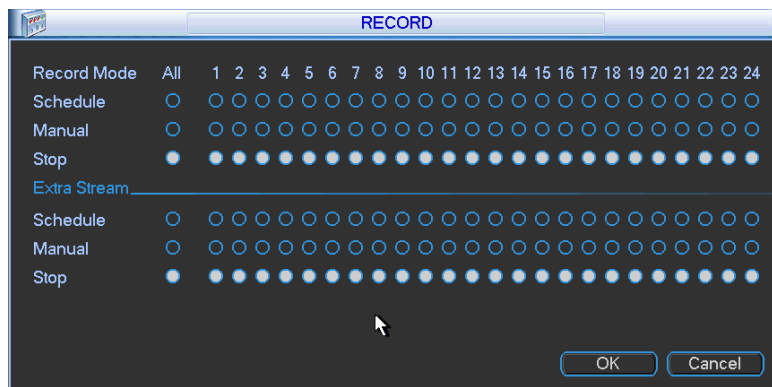 RECORD
Record Mode All 1 2 3 4 5 6 7 8 9 10 11 12 13 14 15 16 17 18 19 20 21 22 23 24
Schedule
Manual
Stop
Extra Stream
Schedule
Manual
Stop
OK Cancel